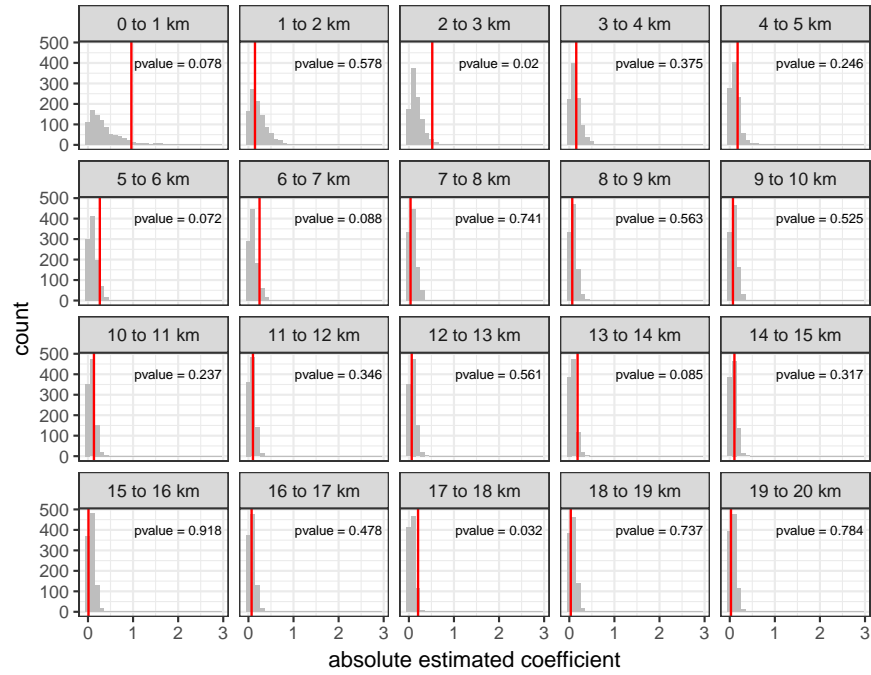 0 to 1 km 1 to 2 km 2 to 3 km 3 to 4 km 4 to 5 km
500
400
300
200
100
0
pvalue = 0.078 pvalue = 0.578 pvalue = 0.02 pvalue = 0.375 pvalue = 0.246
5 to 6 km 6 to 7 km 7 to 8 km 8 to 9 km 9 to 10 km
500
400
300
200
100
0
pvalue = 0.072 pvalue = 0.088 pvalue = 0.741 pvalue = 0.563 pvalue = 0.525
count
10 to 11 km 11 to 12 km 12 to 13 km 13 to 14 km 14 to 15 km
500
400
300
200
100
0
pvalue = 0.237 pvalue = 0.346 pvalue = 0.561 pvalue = 0.085 pvalue = 0.317
15 to 16 km 16 to 17 km 17 to 18 km 18 to 19 km 19 to 20 km
500
400
300
200
100
0
pvalue = 0.918 pvalue = 0.478 pvalue = 0.032 pvalue = 0.737 pvalue = 0.784
0 1 2 3 0 1 2 3 0 1 2 3 0 1 2 3 0 1 2 3
absolute estimated coefficient